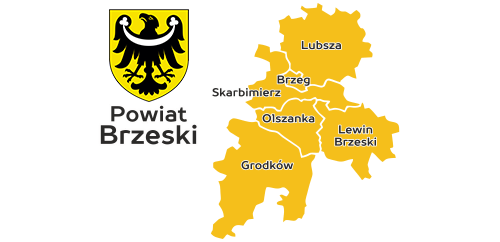 Powiat
Brzeski
Lubsza
Brzeg
Skarbimierz
Olszanka
Lewin
Brzeski
Grodków